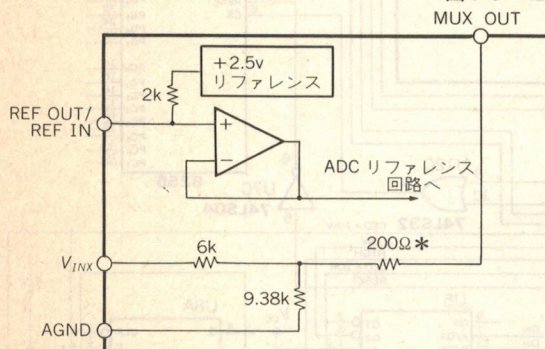 MUX OUT
+2.5v
リファレンス
2k
REF OUT/
REF IN
+
−
ADC リファレンス
回路へ
6k
200Ω*
VINX
9.38k
AGND